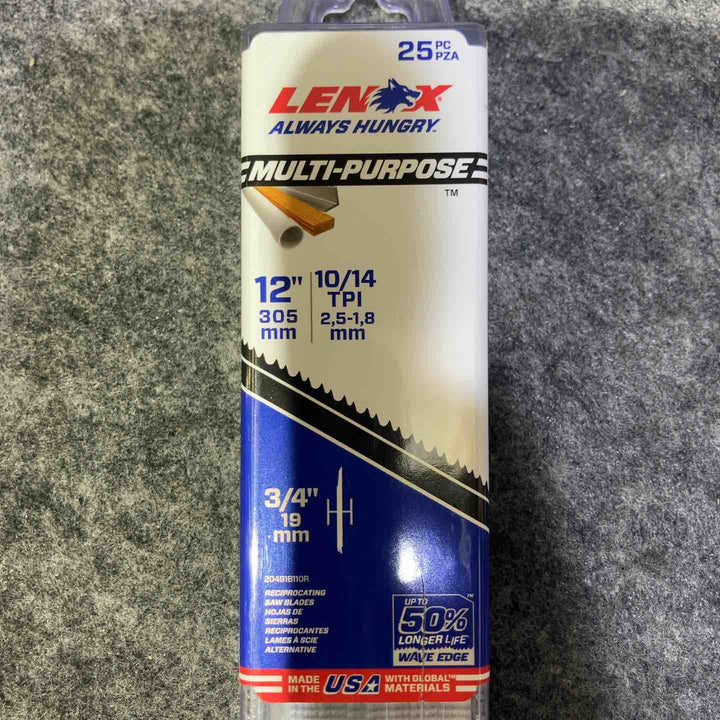 25 PC PZA
LENOX
ALWAYS HUNGRY.
MULTI-PURPOSE
TM
12" 10/14
305 TPI
mm 2,5-1,8
mm
3/4"
19
mm
20491B110R
RECIPROCATING
SAW BLADES
HOJAS DE
SIERRAS
RECIPROCANTES
LAMES À SCIE
ALTERNATIVE
UP TO
50%
LONGER LIFE
WAVE EDGE™
MADE IN THE USA WITH GLOBAL™ MATERIALS